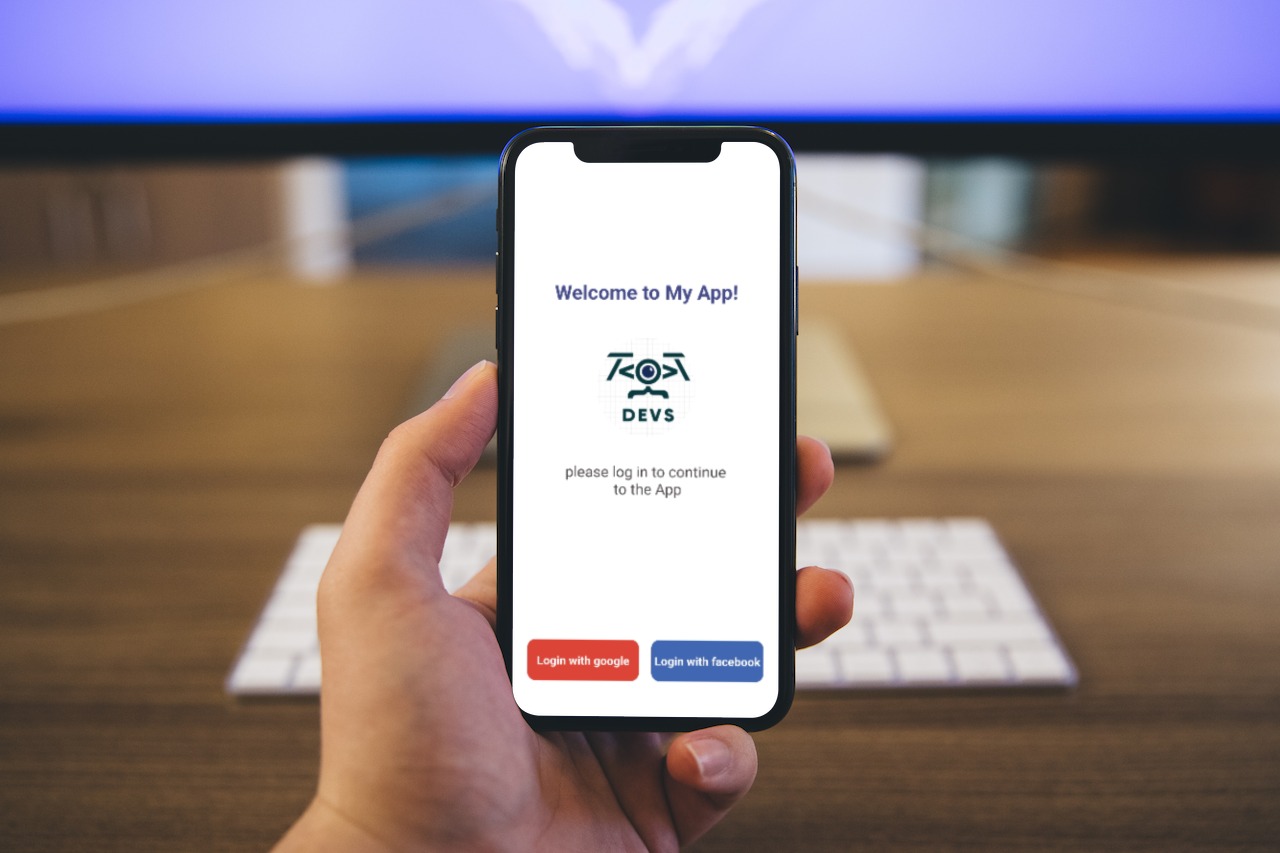 Welcome to My App!
DEVS
please log in to continue
to the App
Login with google
Login with facebook